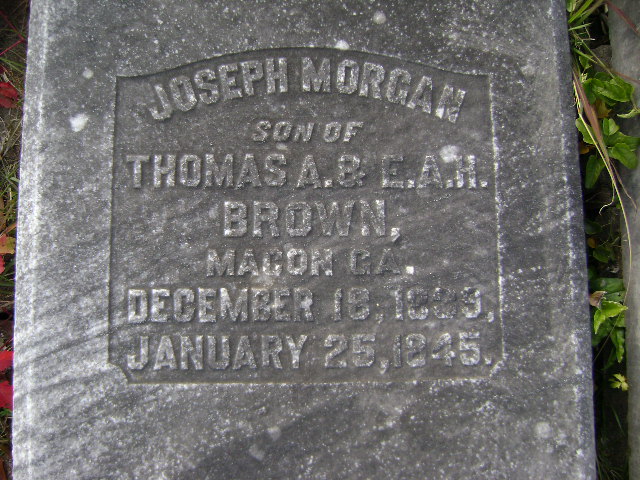 JOSEPH MORGAN
SON OF
THOMAS A. & E.A.H.
BROWN,
MACON GA.
DECEMBER 18, 1839,
JANUARY 25, 1845.